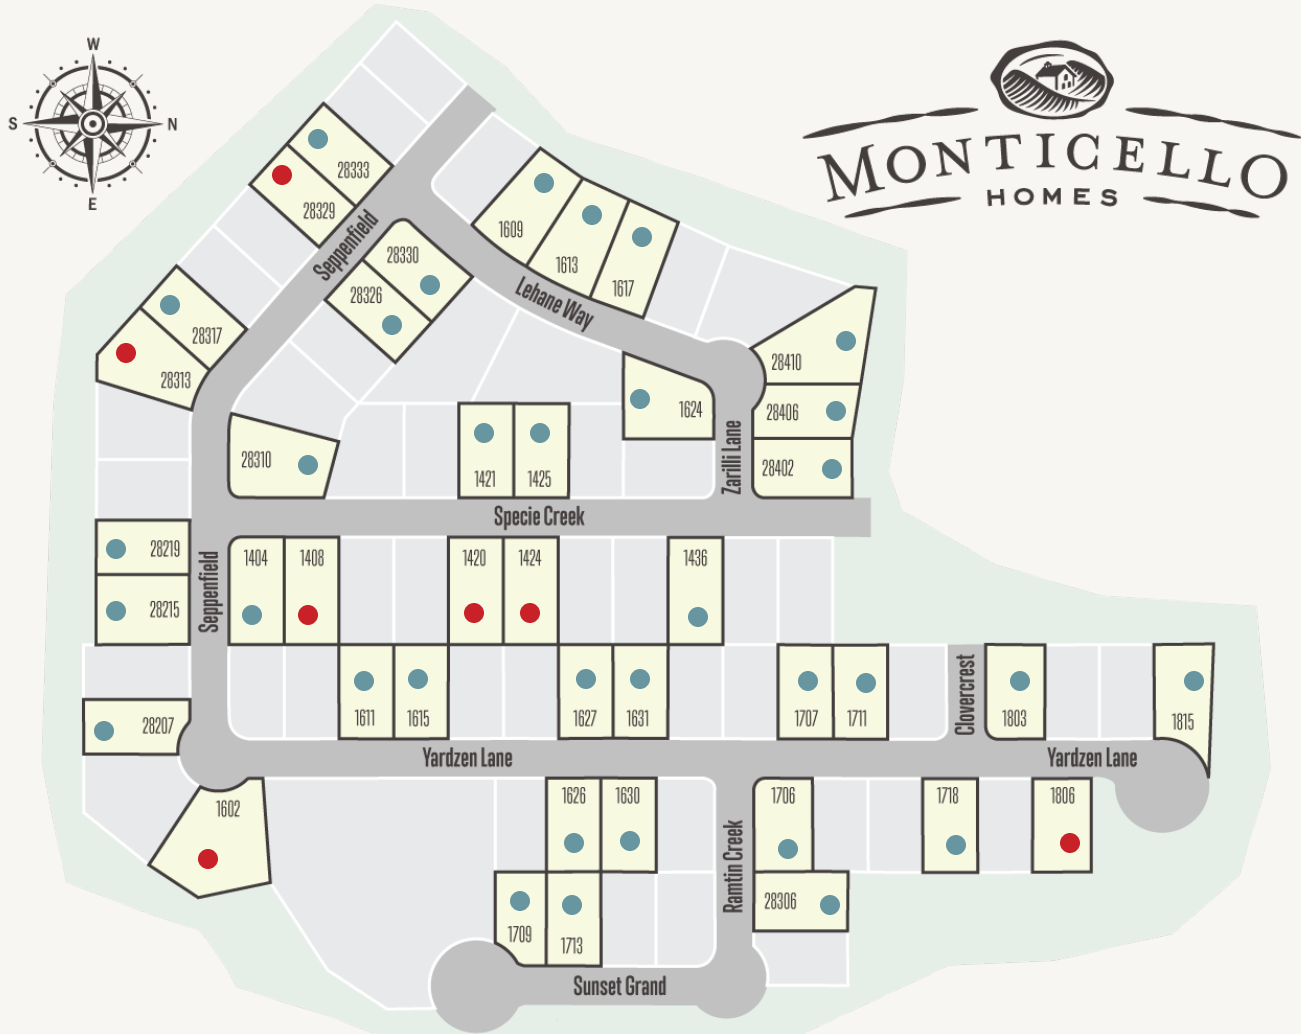 W
S
N
E
MONTICELLO
HOMES
28333
28329
Seppenfield
28330
28326
1609
1613
1617
Lehane Way
28317
28313
28410
28406
28402
1624
Zarilli Lane
28310
1421
1425
Specie Creek
28219
28215
Seppenfield
1404
1408
1420
1424
1436
1611
1615
1627
1631
1707
1711
Clovercrest
1803
1815
28207
Yardzen Lane
Yardzen Lane
1602
1626
1630
1706
1718
1806
Ramtin Creek
28306
1709
1713
Sunset Grand